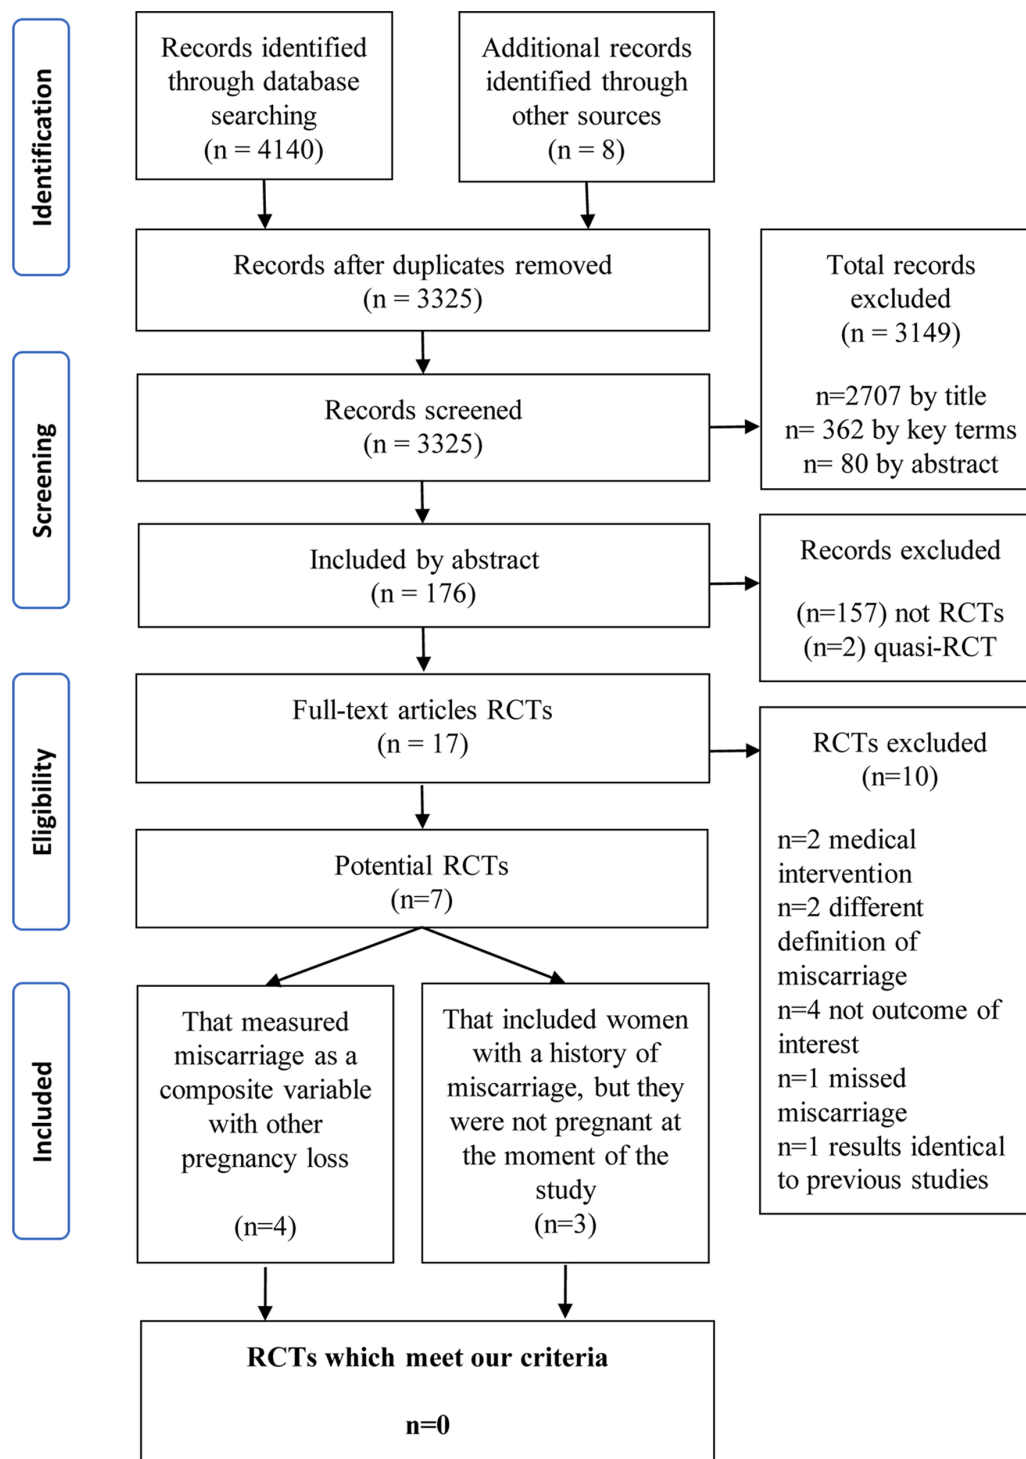 Identification
Records identified
through database
searching
(n = 4140)
Additional records
identified through
other sources
(n = 8)
Records after duplicates removed
(n = 3325)
Total records
excluded
(n = 3149)
n=2707 by title
n= 362 by key terms
n= 80 by abstract
Screening
Records screened
(n = 3325)
Included by abstract
(n = 176)
Records excluded
(n=157) not RCTs
(n=2) quasi-RCT
Eligibility
Full-text articles RCTs
(n = 17)
RCTs excluded
(n=10)
n=2 medical
intervention
n=2 different
definition of
miscarriage
n=4 not outcome of
interest
n=1 missed
miscarriage
n=1 results identical
to previous studies
Potential RCTs
(n=7)
Included
That measured
miscarriage as a
composite variable
with other
pregnancy loss
(n=4)
That included women
with a history of
miscarriage, but they
were not pregnant at
the moment of the
study
(n=3)
RCTs which meet our criteria
n=0